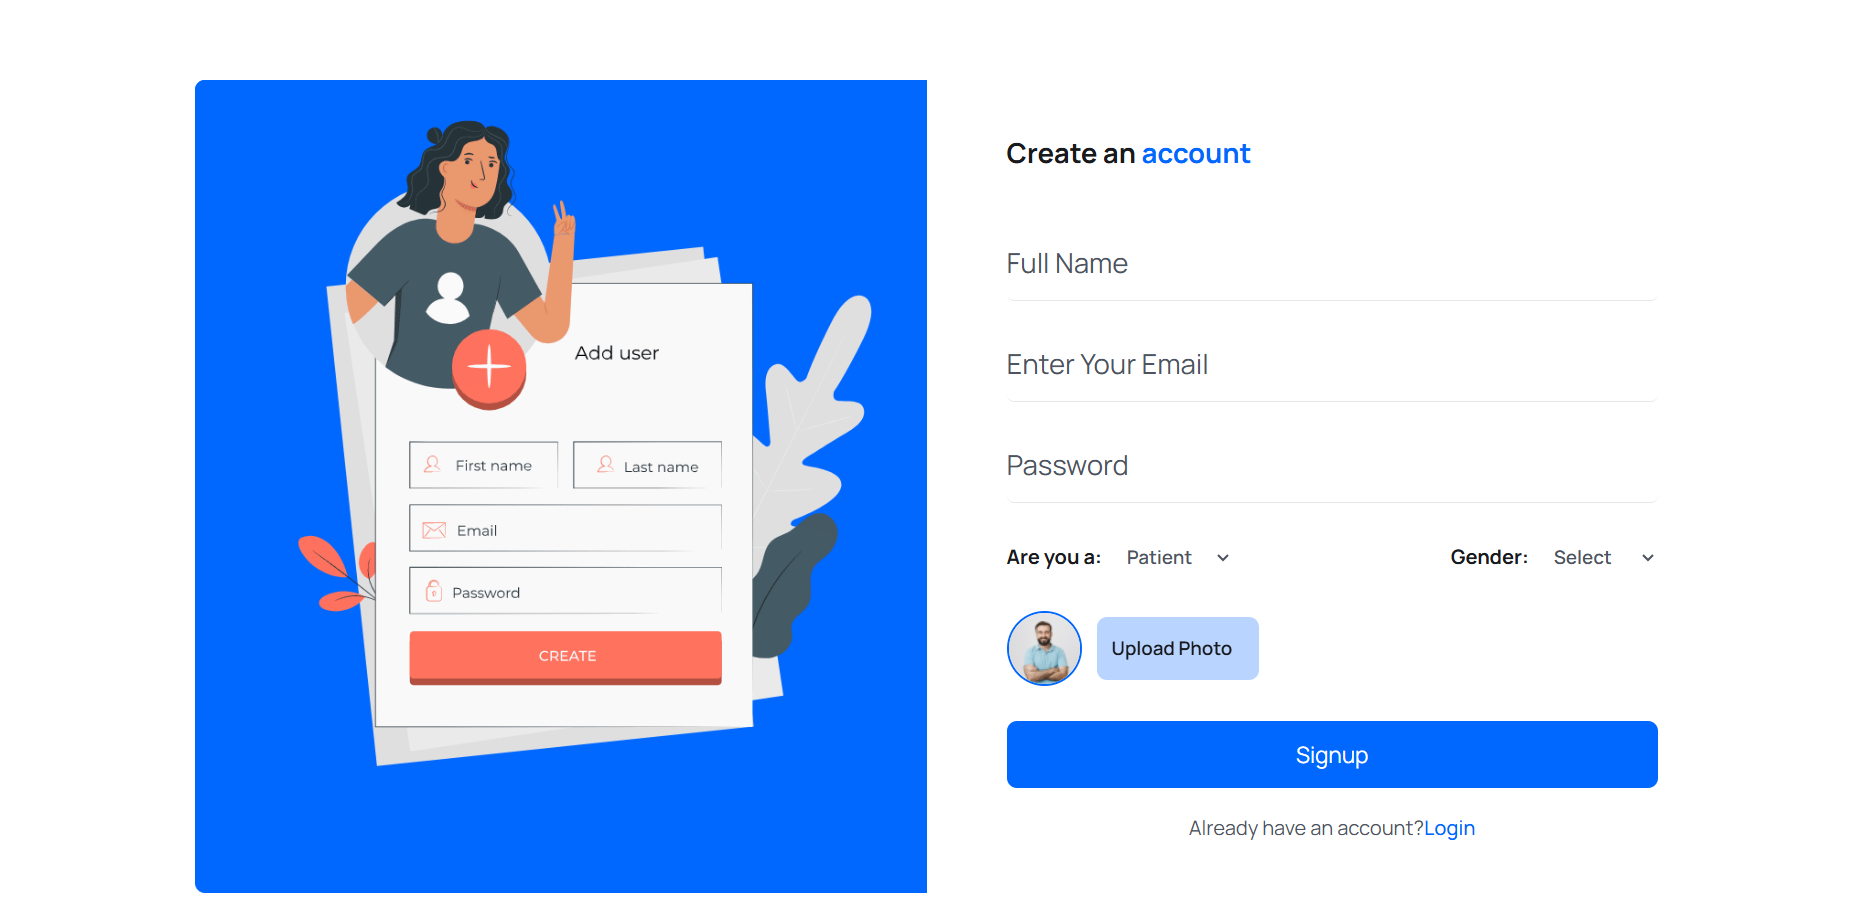 Add user
First name
Last name
Email
Password
CREATE
Create an account
Full Name
Enter Your Email
Password
Are you a: Patient
Gender: Select
Upload Photo
Signup
Already have an account?Login